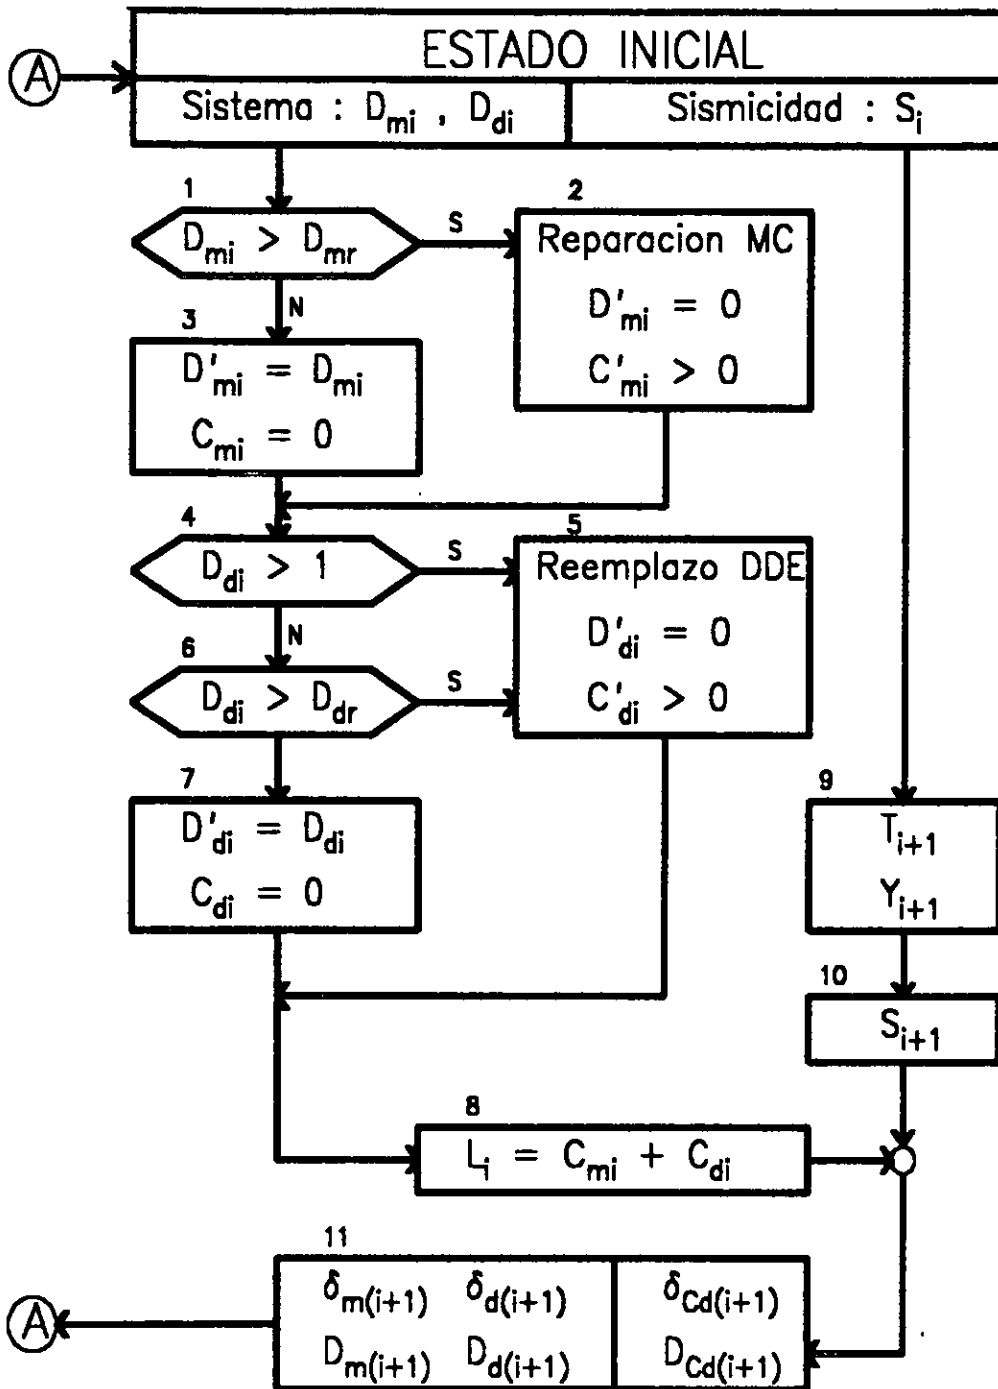 ESTADO INICIAL
A
Sistema : D_mi , D_di
Sismicidad : S_i
1
D_mi > D_mr
S
N
2
Reparacion MC
D'_mi = 0
C'_mi > 0
3
D'_mi = D_mi
C_mi = 0
4
D_di > 1
S
N
5
Reemplazo DDE
D'_di = 0
C'_di > 0
6
D_di > D_dr
S
7
D'_di = D_di
C_di = 0
9
T_i+1
Y_i+1
10
S_i+1
8
L_i = C_mi + C_di
11
δ_m(i+1) δ_d(i+1) δ_Cd(i+1)
D_m(i+1) D_d(i+1) D_Cd(i+1)
A